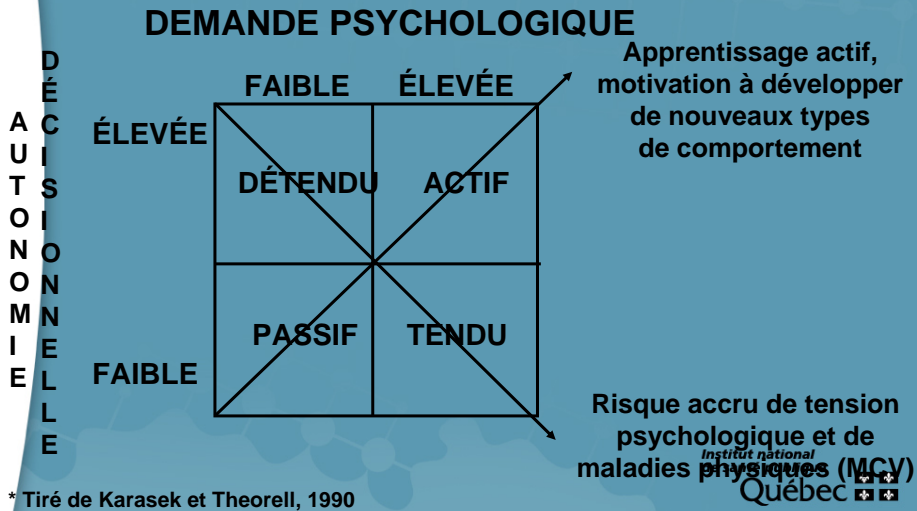 DEMANDE PSYCHOLOGIQUE
AUTONOMIE
DÉCISIONNELLE
FAIBLE ÉLEVÉE
ÉLEVÉE
DÉTENDU ACTIF
PASSIF TENDU
FAIBLE
Apprentissage actif,
motivation à développer
de nouveaux types
de comportement
Risque accru de tension
psychologique et de
maladies physiques (MCV)
Institut national
Québec
* Tiré de Karasek et Theorell, 1990